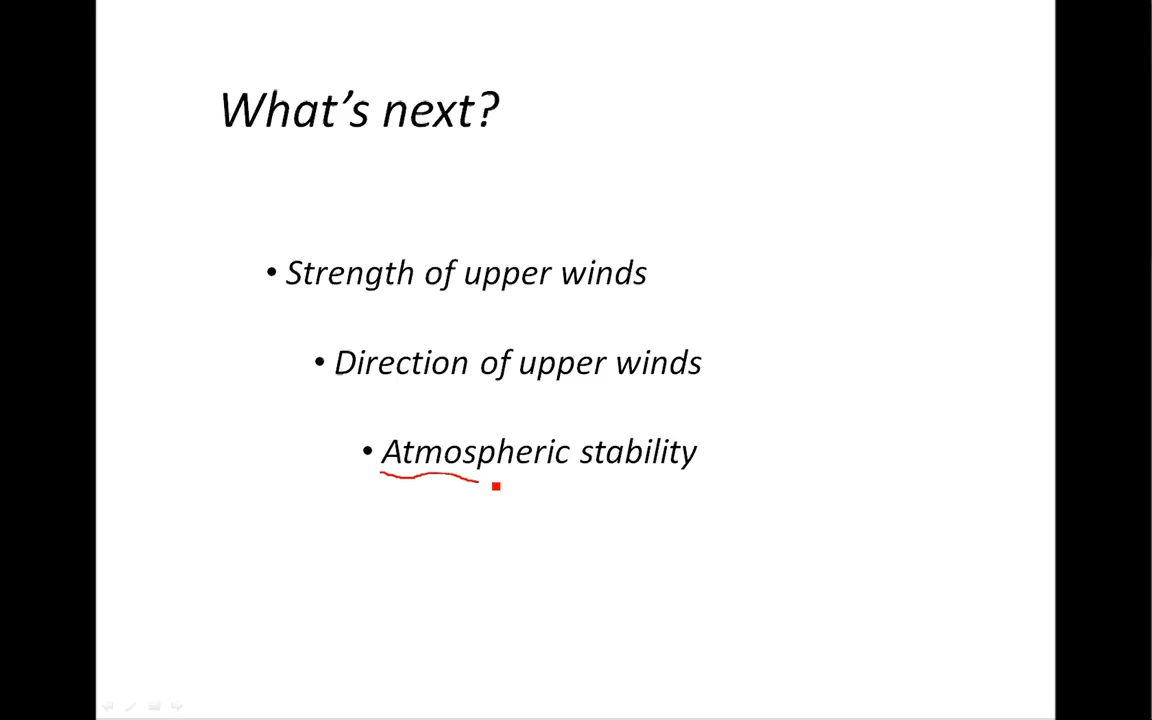 What's next?
• Strength of upper winds
• Direction of upper winds
• Atmospheric stability